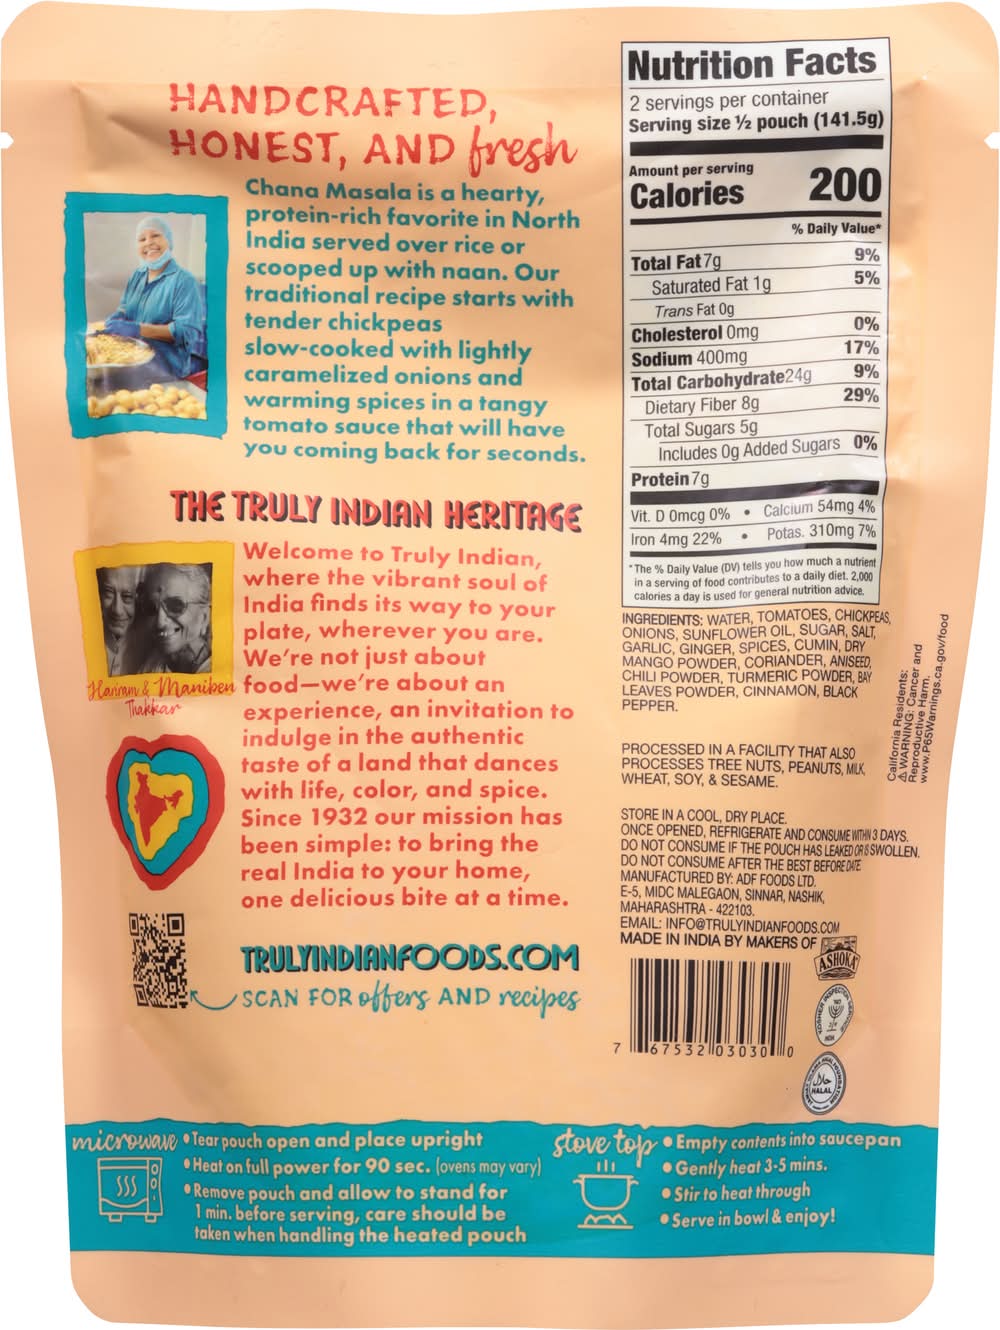 HANDCRAFTED,
HONEST, AND fresh
Chana Masala is a hearty,
protein-rich favorite in North
India served over rice or
scooped up with naan. Our
traditional recipe starts with
tender chickpeas
slow-cooked with lightly
caramelized onions and
warming spices in a tangy
tomato sauce that will have
you coming back for seconds.
THE TRULY INDIAN HERITAGE
Welcome to Truly Indian,
where the vibrant soul of
India finds its way to your
plate, wherever you are.
We're not just about
food—we're about an
experience, an invitation to
indulge in the authentic
taste of a land that dances
with life, color, and spice.
Since 1932 our mission has
been simple: to bring the
real India to your home,
one delicious bite at a time.
Hariram & Maniben
Thakkar
TRULYINDIANFOODS.COM
SCAN FOR offers AND recipes
Nutrition Facts
2 servings per container
Serving size ½ pouch (141.5g)
Amount per serving
Calories 200
% Daily Value*
Total Fat 7g 9%
Saturated Fat 1g 5%
Trans Fat 0g
Cholesterol 0mg 0%
Sodium 400mg 17%
Total Carbohydrate 24g 9%
Dietary Fiber 8g 29%
Total Sugars 5g
Includes 0g Added Sugars 0%
Protein 7g
Vit. D 0mcg 0% • Calcium 54mg 4%
Iron 4mg 22% • Potas. 310mg 7%
*The % Daily Value (DV) tells you how much a nutrient
in a serving of food contributes to a daily diet. 2,000
calories a day is used for general nutrition advice.
INGREDIENTS: WATER, TOMATOES, CHICKPEAS,
ONIONS, SUNFLOWER OIL, SUGAR, SALT,
GARLIC, GINGER, SPICES, CUMIN, DRY
MANGO POWDER, CORIANDER, ANISEED,
CHILI POWDER, TURMERIC POWDER, BAY
LEAVES POWDER, CINNAMON, BLACK
PEPPER.
PROCESSED IN A FACILITY THAT ALSO
PROCESSES TREE NUTS, PEANUTS, MILK,
WHEAT, SOY, & SESAME.
California Residents:
⚠ WARNING: Cancer and
Reproductive Harm.
www.P65Warnings.ca.gov/food
STORE IN A COOL, DRY PLACE.
ONCE OPENED, REFRIGERATE AND CONSUME WITHIN 3 DAYS.
DO NOT CONSUME IF THE POUCH HAS LEAKED OR IS SWOLLEN.
DO NOT CONSUME AFTER THE BEST BEFORE DATE.
MANUFACTURED BY: ADF FOODS LTD.
E-5, MIDC MALEGAON, SINNAR, NASHIK,
MAHARASHTRA - 422103.
EMAIL: INFO@TRULYINDIANFOODS.COM
MADE IN INDIA BY MAKERS OF
ASHOKA
7 67532 03030 0
HALAL
microwave
• Tear pouch open and place upright
• Heat on full power for 90 sec. (ovens may vary)
• Remove pouch and allow to stand for
1 min. before serving, care should be
taken when handling the heated pouch
stove top
• Empty contents into saucepan
• Gently heat 3-5 mins.
• Stir to heat through
• Serve in bowl & enjoy!